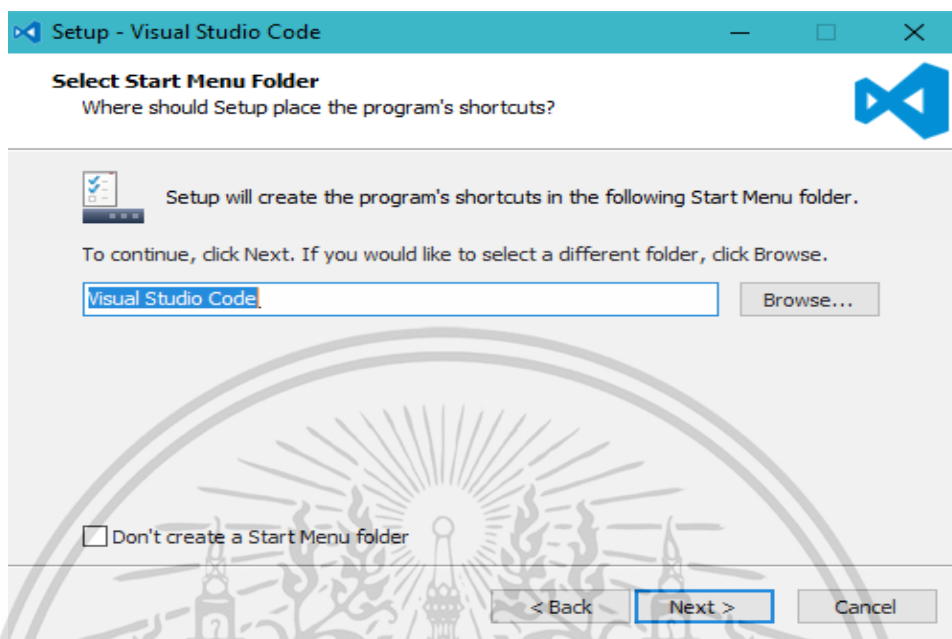 Setup - Visual Studio Code
Select Start Menu Folder
Where should Setup place the program's shortcuts?
Setup will create the program's shortcuts in the following Start Menu folder.
To continue, click Next. If you would like to select a different folder, click Browse.
Visual Studio Code
Browse...
Don't create a Start Menu folder
< Back
Next >
Cancel